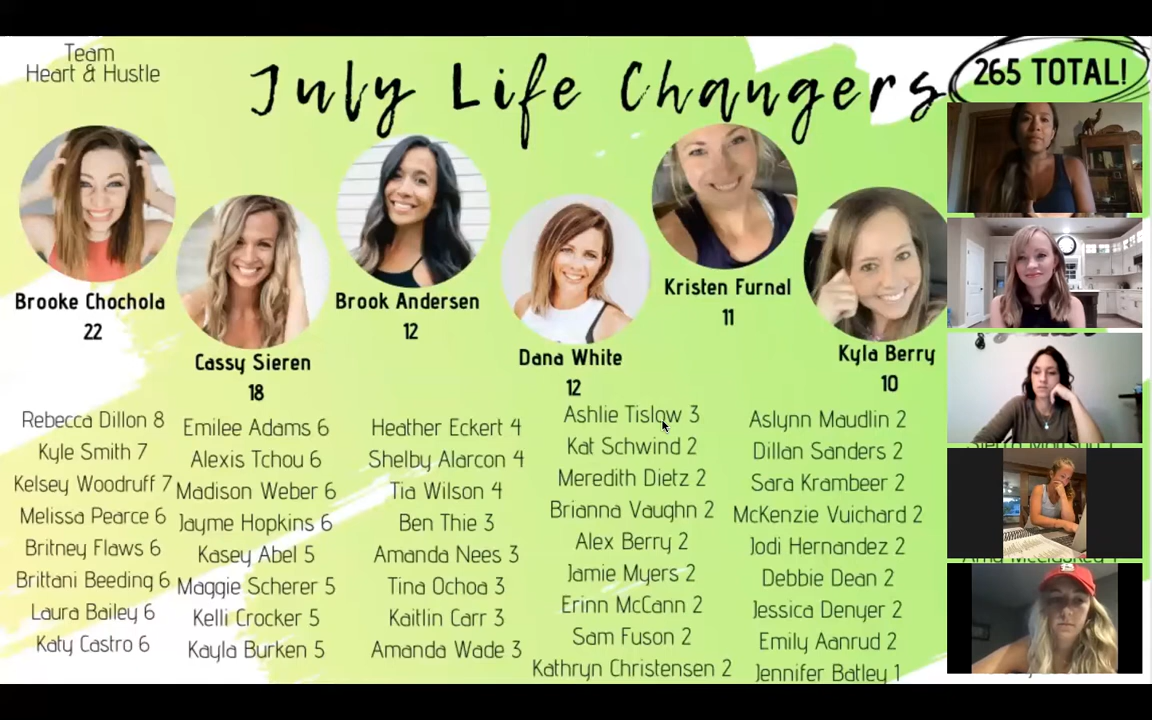 Team
Heart & Hustle
July Life Changers
265 TOTAL!
Brooke Chochola
22
Cassy Sieren
18
Brook Andersen
12
Dana White
12
Kristen Furnal
11
Kyla Berry
10
Rebecca Dillon 8
Kyle Smith 7
Kelsey Woodruff 7
Melissa Pearce 6
Britney Flaws 6
Brittani Beeding 6
Laura Bailey 6
Katy Castro 6
Emilee Adams 6
Alexis Tchou 6
Madison Weber 6
Jayme Hopkins 6
Kasey Abel 5
Maggie Scherer 5
Kelli Crocker 5
Kayla Burken 5
Heather Eckert 4
Shelby Alarcon 4
Tia Wilson 4
Ben Thie 3
Amanda Nees 3
Tina Ochoa 3
Kaitlin Carr 3
Amanda Wade 3
Ashlie Tislow 3
Kat Schwind 2
Meredith Dietz 2
Brianna Vaughn 2
Alex Berry 2
Jamie Myers 2
Erinn McCann 2
Sam Fuson 2
Kathryn Christensen 2
Aslynn Maudlin 2
Dillan Sanders 2
Sara Krambeer 2
McKenzie Vuichard 2
Jodi Hernandez 2
Debbie Dean 2
Jessica Denyer 2
Emily Aanrud 2
Jennifer Batley 1